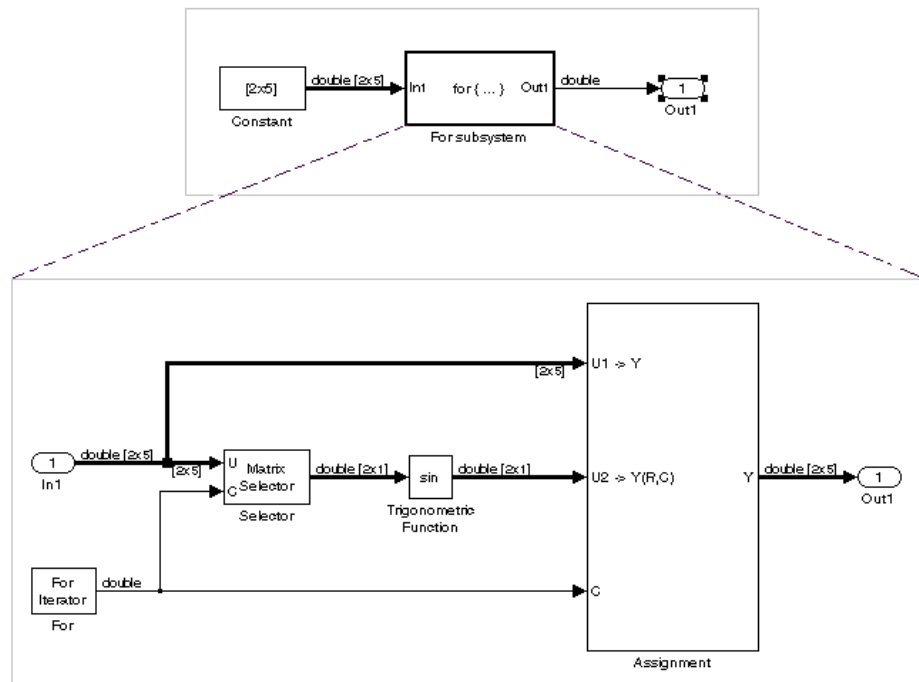 double [2x5]
double
[2x5]
In1
for { ... }
Out1
1
Constant
Out1
For subsystem
U1 -> Y
[2x5]
1
double [2x5]
[2x5]
In1
U
C
Matrix
Selector
Selector
double [2x1]
sin
Trigonometric
Function
double [2x1]
U2 -> Y(R,C)
Y
double [2x5]
1
Out1
For
Iterator
For
double
C
Assignment